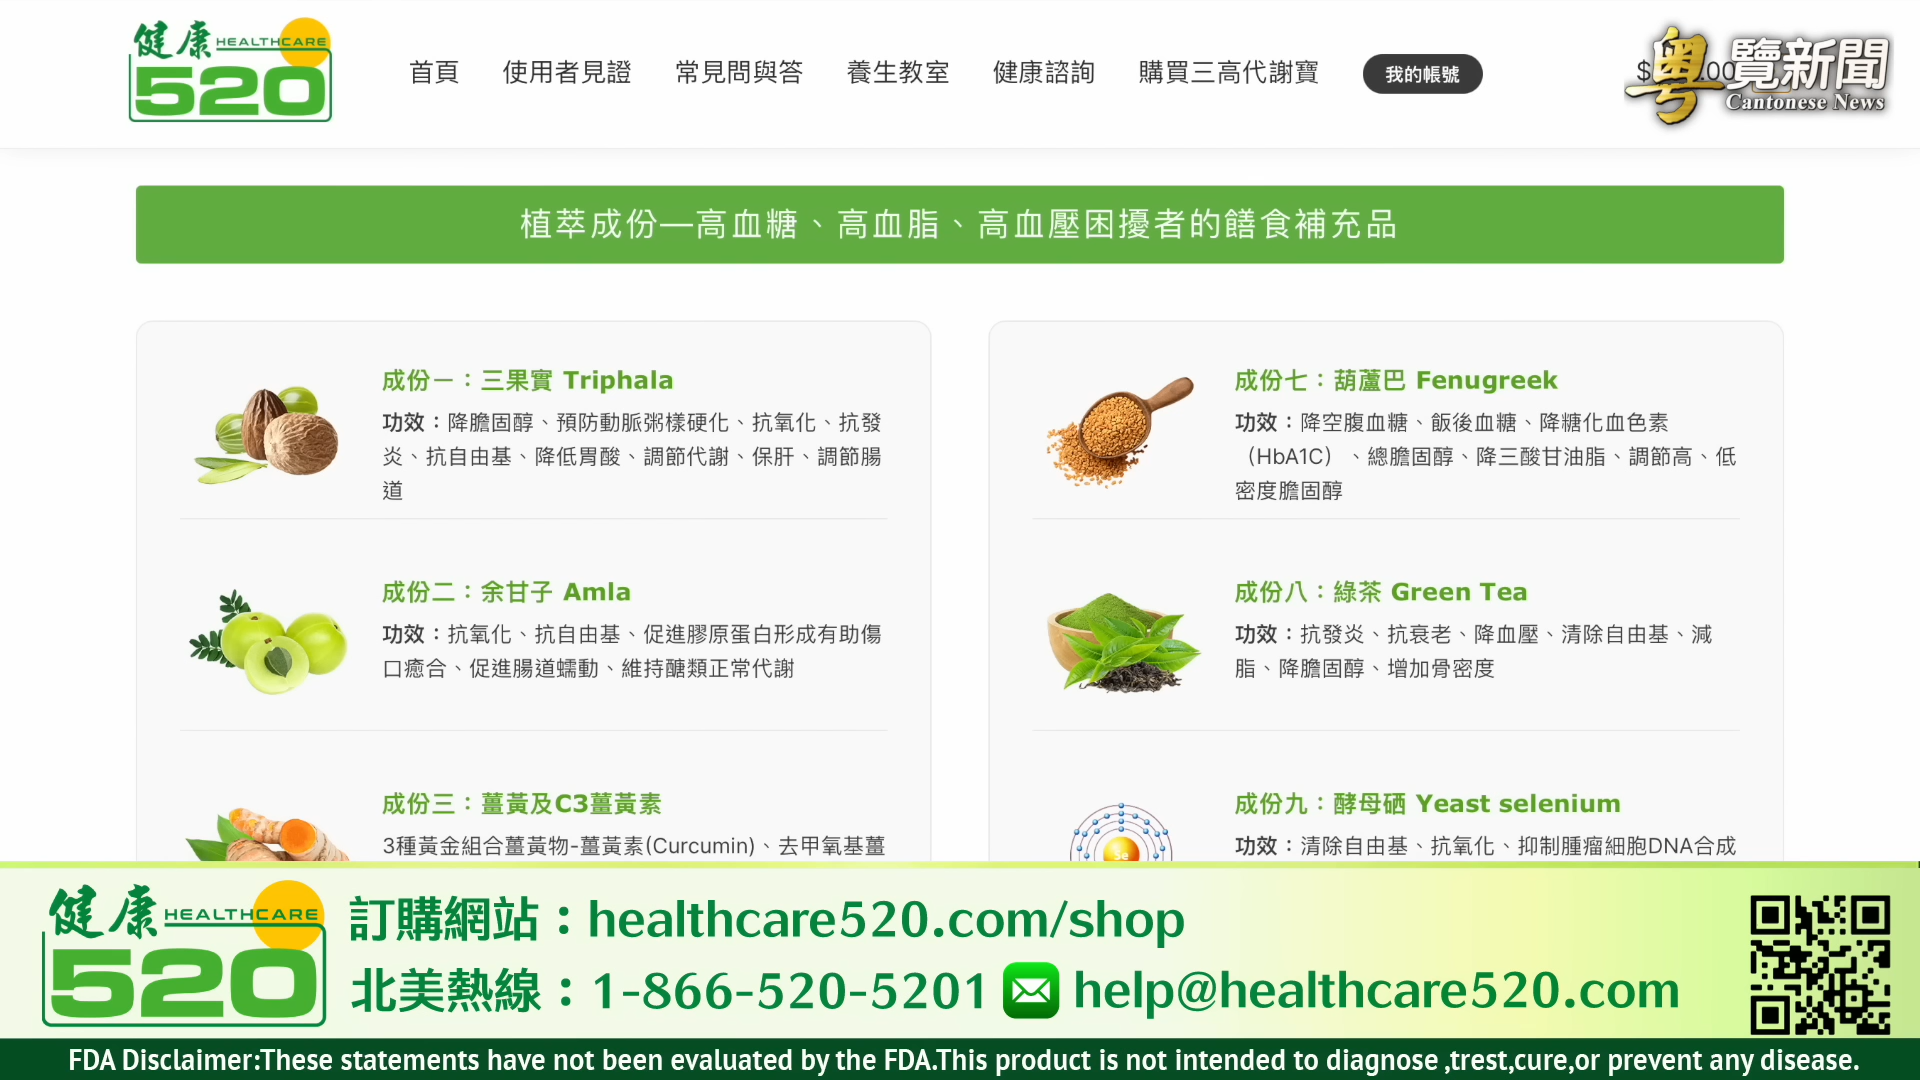 健康 HEALTHCARE
520
首頁 使用者見證 常見問與答 養生教室 健康諮詢 購買三高代謝寶 我的帳號
粵覽新聞
Cantonese News
植萃成份—高血糖、高血脂、高血壓困擾者的饍食補充品
成份一：三果實 Triphala
功效：降膽固醇、預防動脈粥樣硬化、抗氧化、抗發
炎、抗自由基、降低胃酸、調節代謝、保肝、調節腸
道
成份二：余甘子 Amla
功效：抗氧化、抗自由基、促進膠原蛋白形成有助傷
口癒合、促進腸道蠕動、維持醣類正常代謝
成份三：薑黃及C3薑黃素
3種黃金組合薑黃物-薑黃素(Curcumin)、去甲氧基薑
成份七：葫蘆巴 Fenugreek
功效：降空腹血糖、飯後血糖、降糖化血色素
（HbA1C）、總膽固醇、降三酸甘油脂、調節高、低
密度膽固醇
成份八：綠茶 Green Tea
功效：抗發炎、抗衰老、降血壓、清除自由基、減
脂、降膽固醇、增加骨密度
成份九：酵母硒 Yeast selenium
功效：清除自由基、抗氧化、抑制腫瘤細胞DNA合成
Se
健康 HEALTHCARE
520
訂購網站：healthcare520.com/shop
北美熱線：1-866-520-5201 help@healthcare520.com
FDA Disclaimer:These statements have not been evaluated by the FDA.This product is not intended to diagnose ,trest,cure,or prevent any disease.